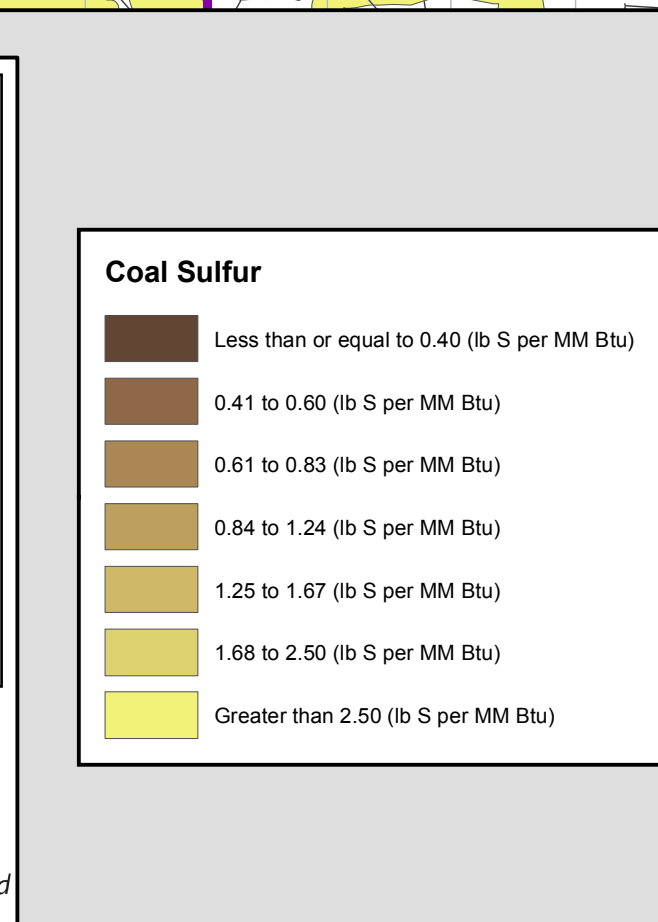 Coal Sulfur
Less than or equal to 0.40 (lb S per MM Btu)
0.41 to 0.60 (lb S per MM Btu)
0.61 to 0.83 (lb S per MM Btu)
0.84 to 1.24 (lb S per MM Btu)
1.25 to 1.67 (lb S per MM Btu)
1.68 to 2.50 (lb S per MM Btu)
Greater than 2.50 (lb S per MM Btu)